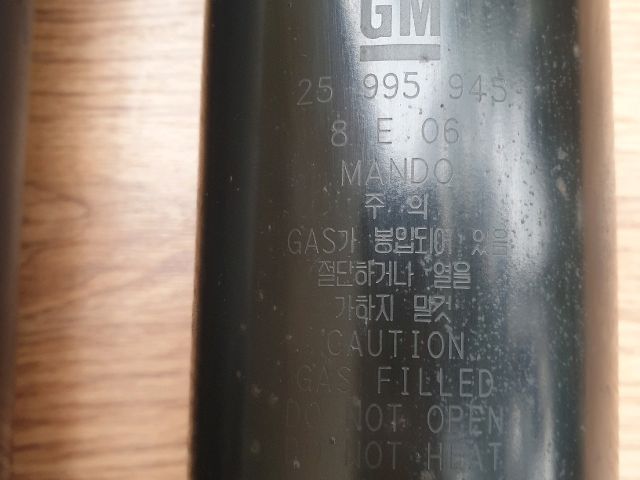 GM
25 995 945
8 E 06
MANDO
주 의
GAS가 봉압되어 있음
절단하거나 열을
가하지 말것
CAUTION
GAS FILLED
DO NOT OPEN
DO NOT HEAT